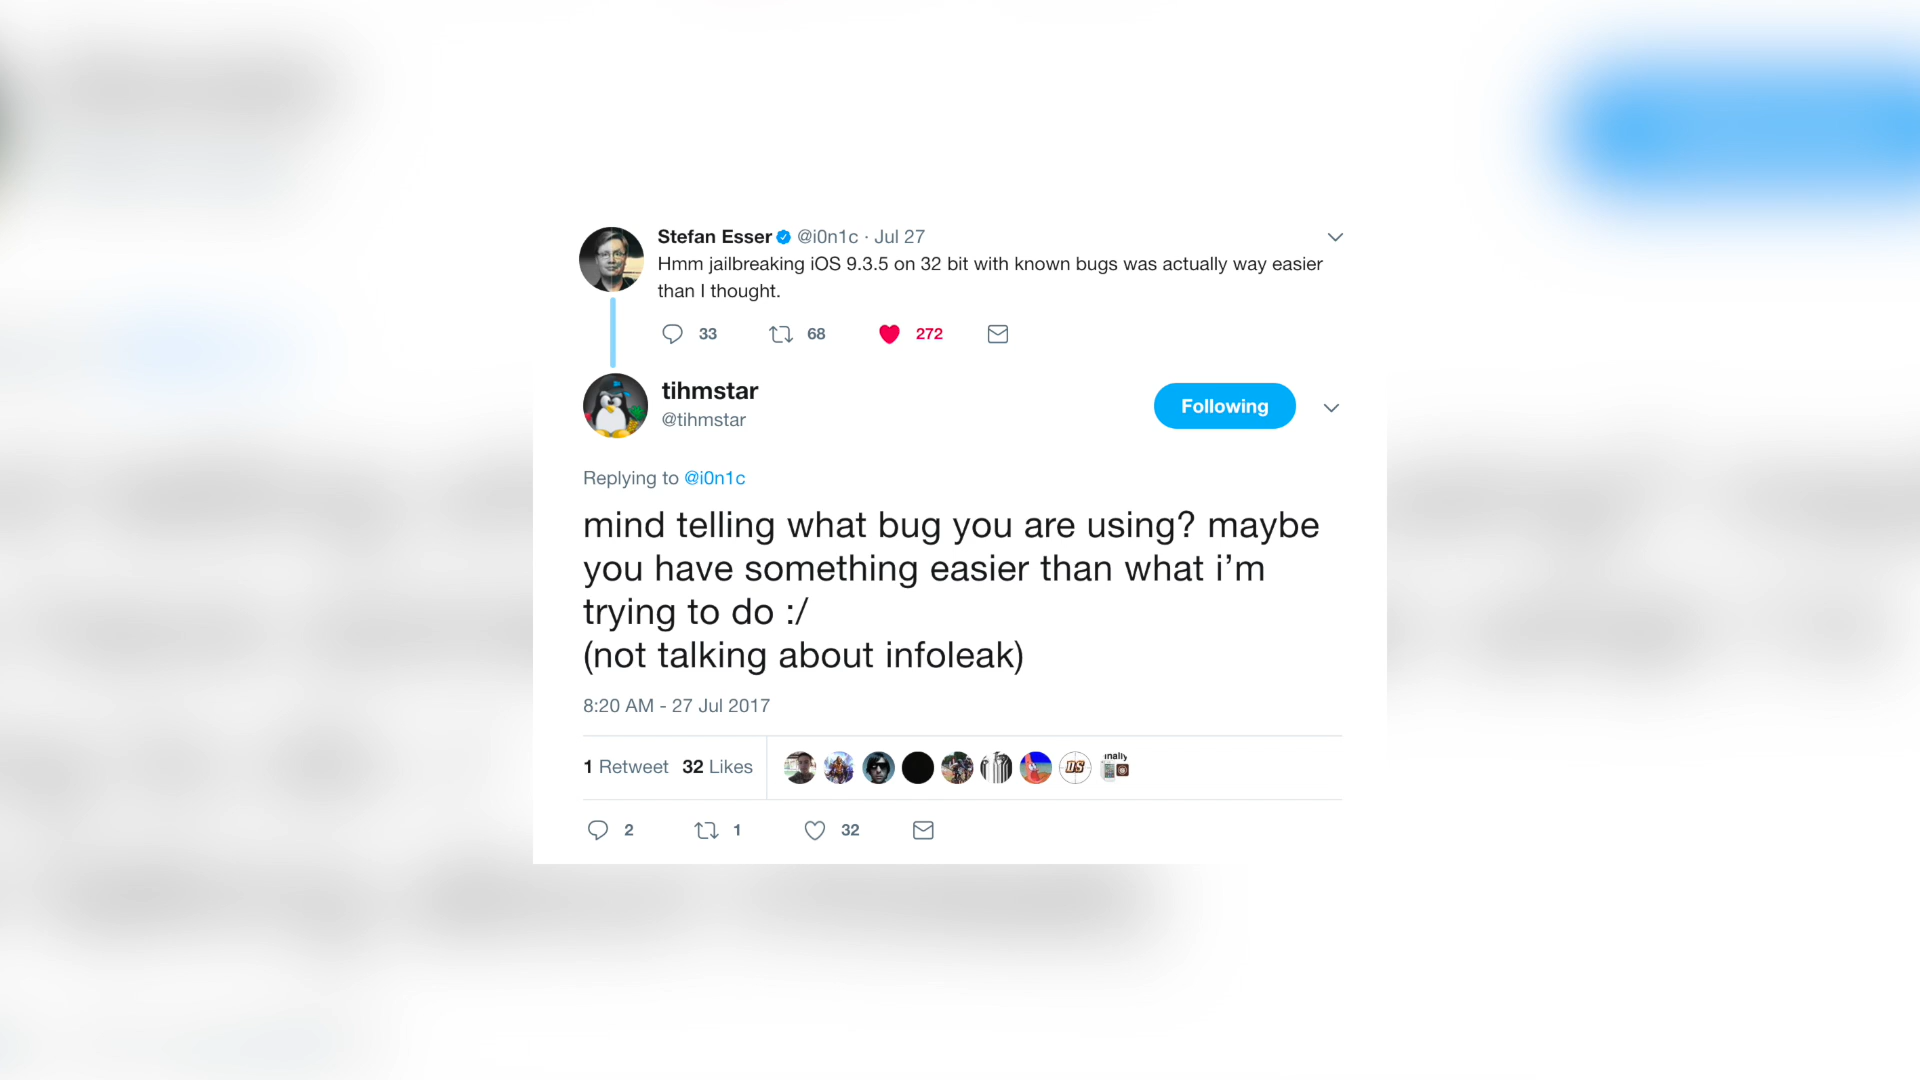 Stefan Esser @i0n1c · Jul 27
Hmm jailbreaking iOS 9.3.5 on 32 bit with known bugs was actually way easier
than I thought.
33 68 272
tihmstar
@tihmstar
Following
Replying to @i0n1c
mind telling what bug you are using? maybe
you have something easier than what i’m
trying to do :/
(not talking about infoleak)
8:20 AM - 27 Jul 2017
1 Retweet 32 Likes
DS
inally
2 1 32